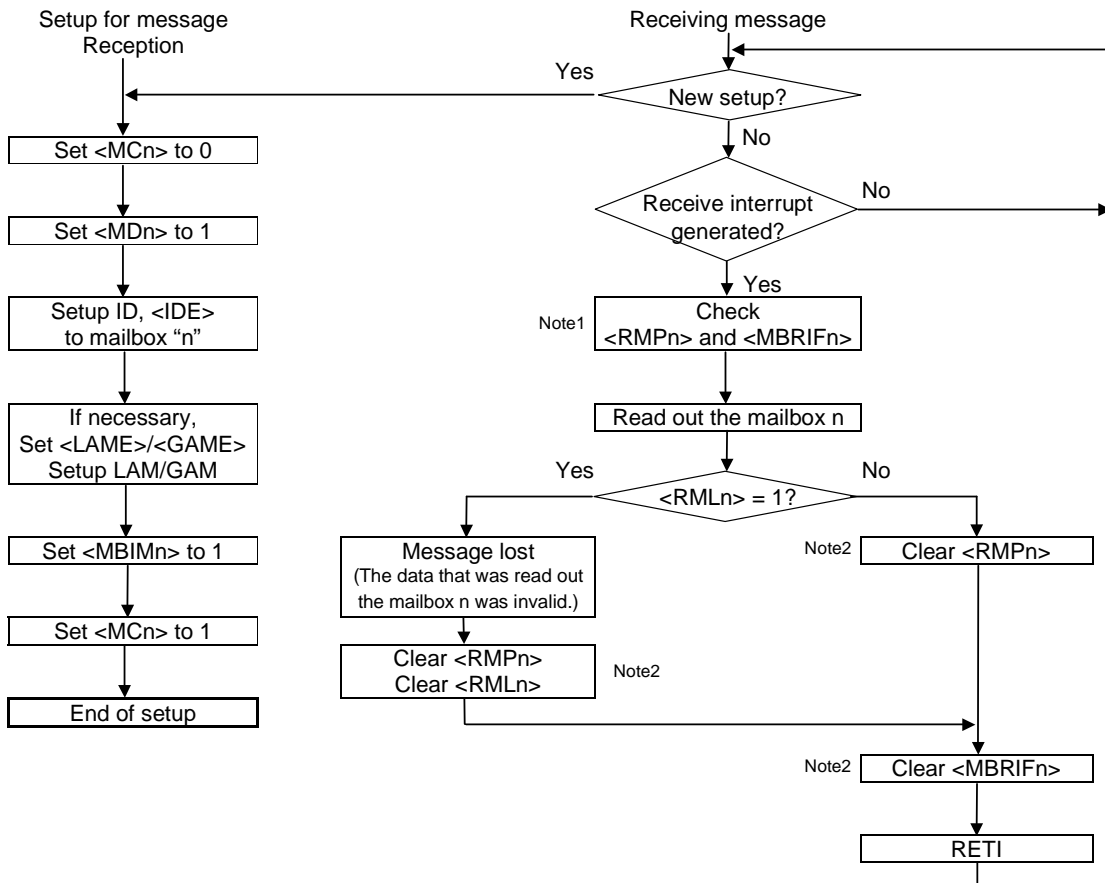 Setup for message
Reception
Set <MCn> to 0
Set <MDn> to 1
Setup ID, <IDE>
to mailbox “n”
If necessary,
Set <LAME>/<GAME>
Setup LAM/GAM
Set <MBIMn> to 1
Set <MCn> to 1
End of setup
Receiving message
Yes
New setup?
No
Receive interrupt
generated?
No
Yes
Note1
Check
<RMPn> and <MBRIFn>
Read out the mailbox n
Yes
<RMLn> = 1?
No
Message lost
(The data that was read out
the mailbox n was invalid.)
Clear <RMPn>
Clear <RMLn>
Note2
Note2
Clear <RMPn>
Note2
Clear <MBRIFn>
RETI